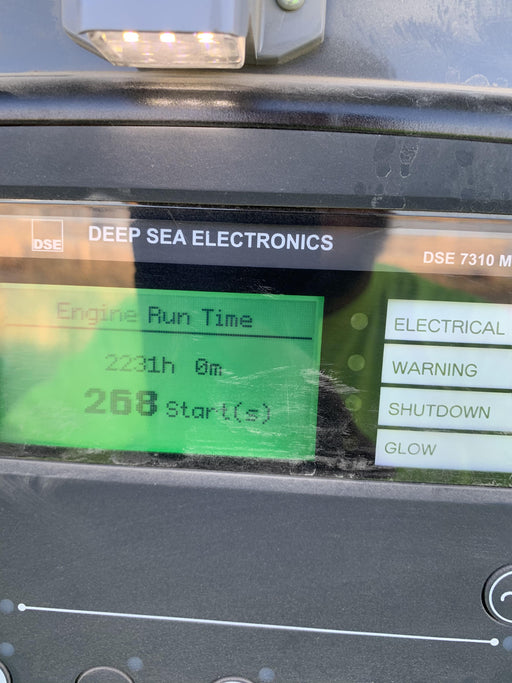 DSE
DEEP SEA ELECTRONICS
DSE 7310 M
Engine Run Time
2231h 0m
268 Start(s)
ELECTRICAL
WARNING
SHUTDOWN
GLOW